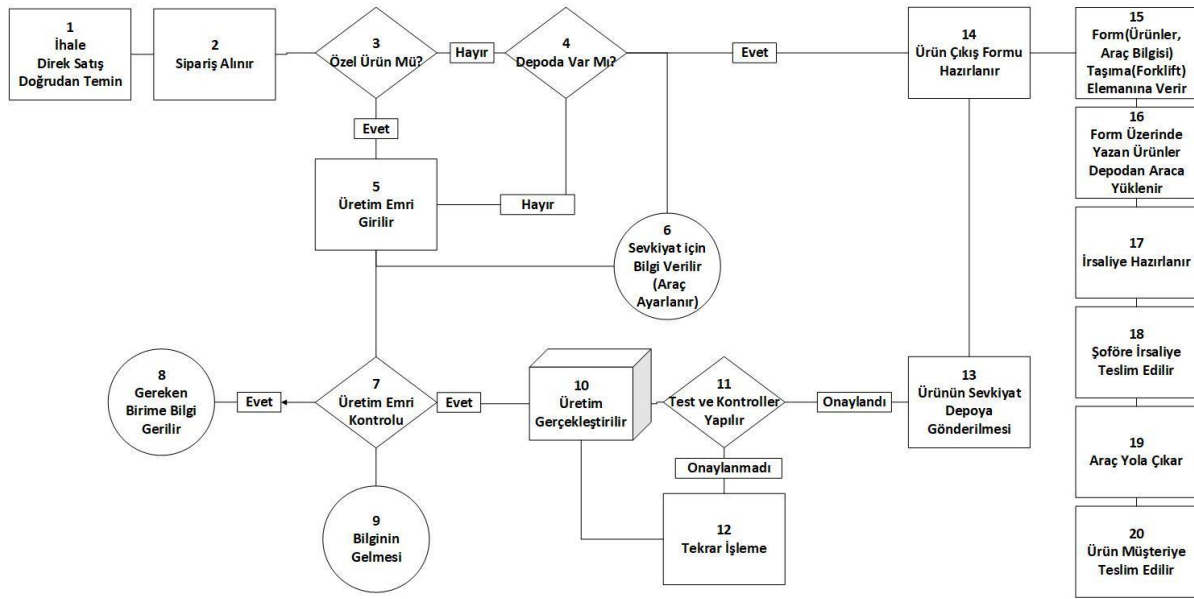 1
İhale
Direk Satış
Doğrudan Temin
2
Sipariş Alınır
3
Özel Ürün Mü?
Hayır
4
Depoda Var Mı?
Evet
14
Ürün Çıkış Formu
Hazırlanır
15
Form(Ürünler,
Araç Bilgisi)
Taşıma(Forklift)
Elemanına Verir
Evet
16
Form Üzerinde
Yazan Ürünler
Depodan Araca
Yüklenir
5
Üretim Emri
Girilir
Hayır
6
Sevkiyat için
Bilgi Verilir
(Araç
Ayarlanır)
17
İrsaliye Hazırlanır
8
Gereken
Birime Bilgi
Gerilir
Evet
7
Üretim Emri
Kontrolu
Evet
10
Üretim
Gerçekleştirilir
11
Test ve Kontroller
Yapılır
Onaylandı
13
Ürünün Sevkiyat
Depoya
Gönderilmesi
18
Şoföre İrsaliye
Teslim Edilir
Onaylanmadı
19
Araç Yola Çıkar
9
Bilginin
Gelmesi
12
Tekrar İşleme
20
Ürün Müşteriye
Teslim Edilir